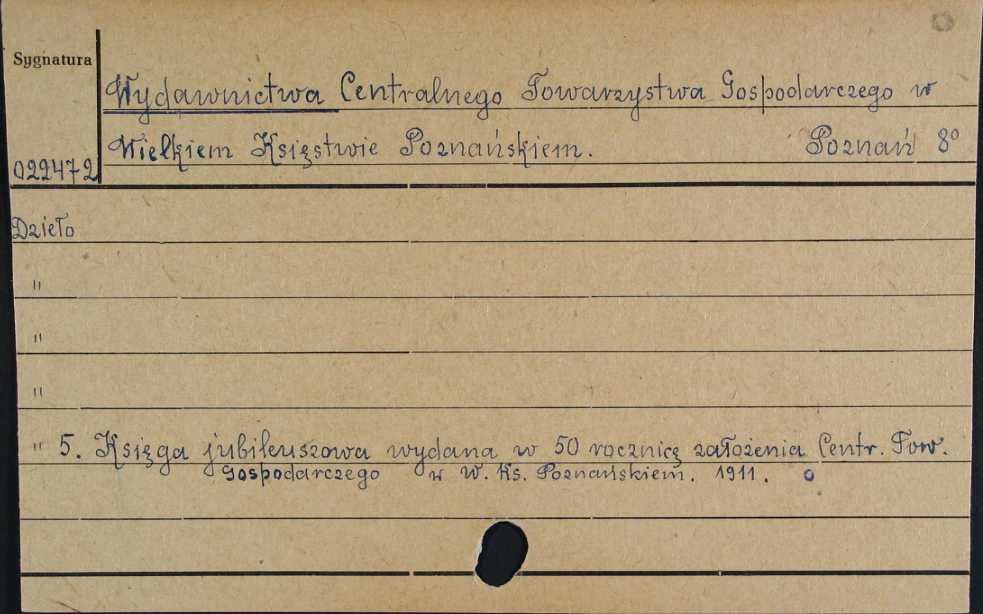 Sygnatura
Wydawnictwa Centralnego Towarzystwa Gospodarczego w
Wielkiem Księstwie Poznańskiem. Poznań 8°
022472
Dzieło
"
"
"
" 5. Księga jubileuszowa wydana w 50 rocznicę założenia Centr. Tow.
Gospodarczego w W. Ks. Poznańskiem. 1911.